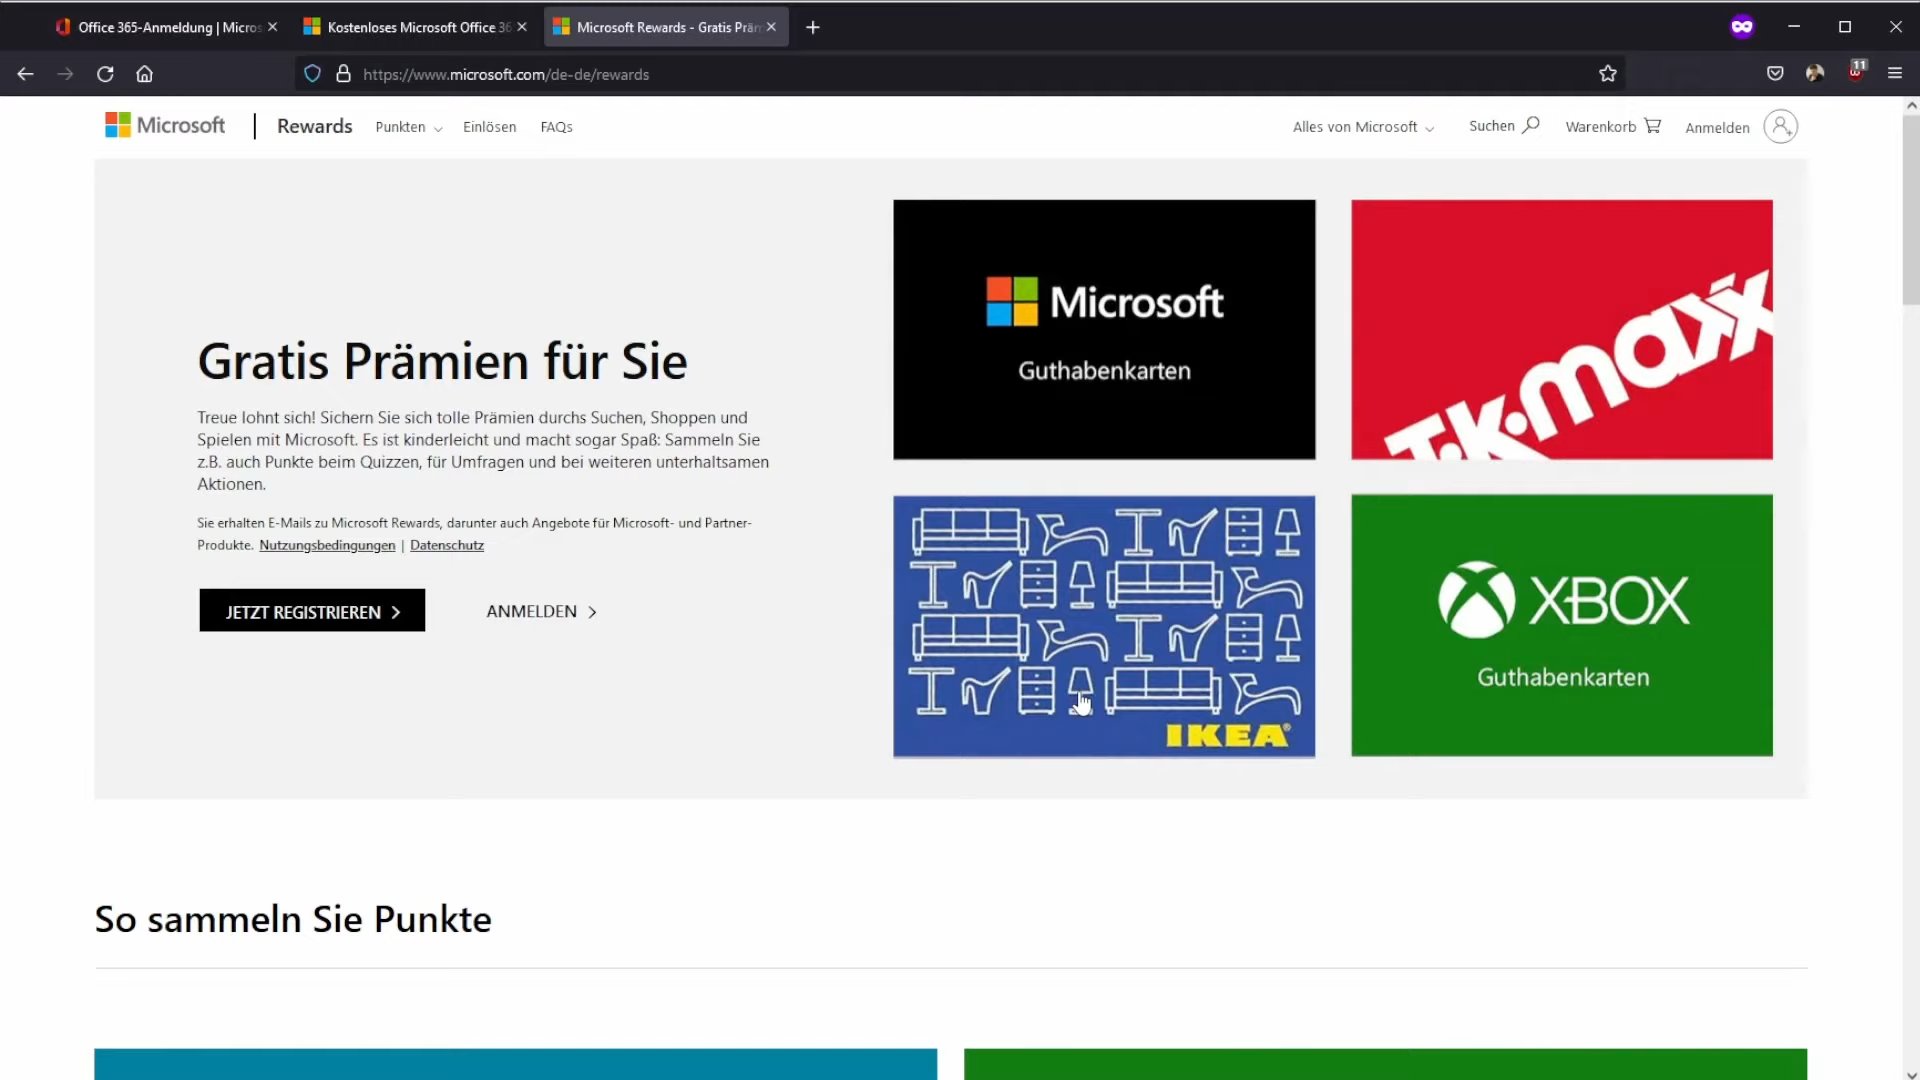 Office 365-Anmeldung | Micros
Kostenloses Microsoft Office 36
Microsoft Rewards - Gratis Präm
https://www.microsoft.com/de-de/rewards
11
Microsoft
Rewards
Punkten
Einlösen
FAQs
Alles von Microsoft
Suchen
Warenkorb
Anmelden
Gratis Prämien für Sie
Treue lohnt sich! Sichern Sie sich tolle Prämien durchs Suchen, Shoppen und
Spielen mit Microsoft. Es ist kinderleicht und macht sogar Spaß: Sammeln Sie
z.B. auch Punkte beim Quizzen, für Umfragen und bei weiteren unterhaltsamen
Aktionen.
Sie erhalten E-Mails zu Microsoft Rewards, darunter auch Angebote für Microsoft- und Partner-
Produkte. Nutzungsbedingungen | Datenschutz
JETZT REGISTRIEREN
ANMELDEN
Microsoft
Guthabenkarten
T.K.maxx
IKEA®
XBOX
Guthabenkarten
So sammeln Sie Punkte